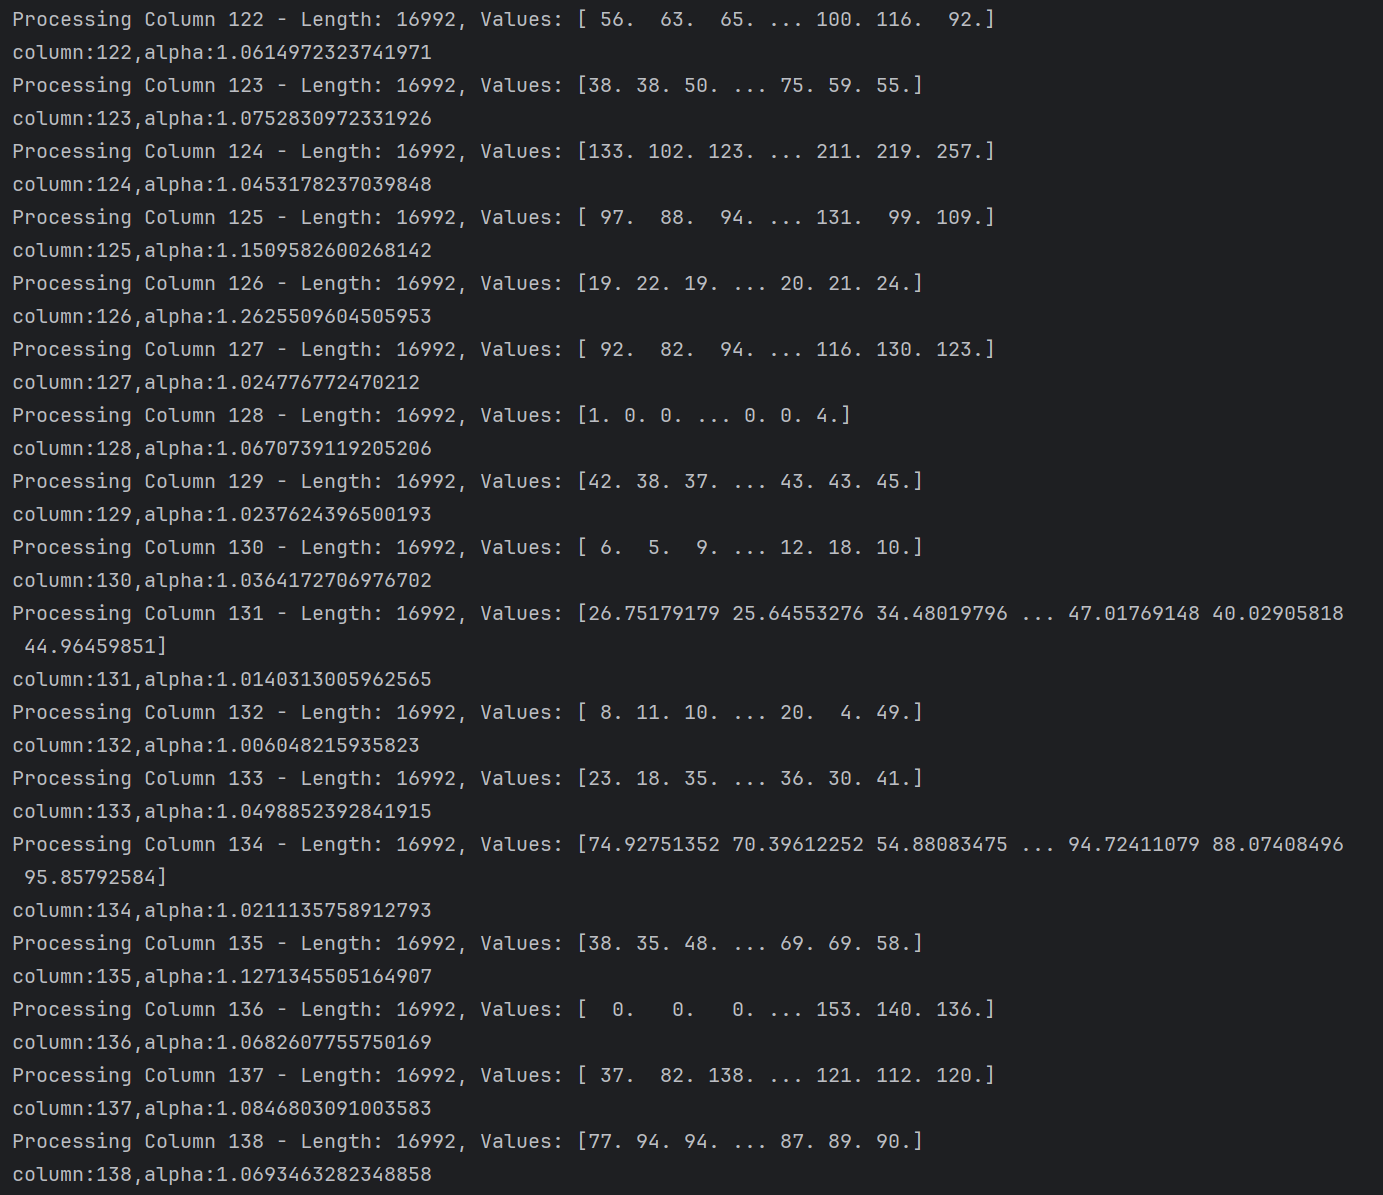 Processing Column 122 - Length: 16992, Values: [ 56.  63.  65. ... 100. 116.  92.]
column:122,alpha:1.0614972323741971
Processing Column 123 - Length: 16992, Values: [38. 38. 50. ... 75. 59. 55.]
column:123,alpha:1.0752830972331926
Processing Column 124 - Length: 16992, Values: [133. 102. 123. ... 211. 219. 257.]
column:124,alpha:1.0453178237039848
Processing Column 125 - Length: 16992, Values: [ 97.  88.  94. ... 131.  99. 109.]
column:125,alpha:1.1509582600268142
Processing Column 126 - Length: 16992, Values: [19. 22. 19. ... 20. 21. 24.]
column:126,alpha:1.2625509604505953
Processing Column 127 - Length: 16992, Values: [ 92.  82.  94. ... 116. 130. 123.]
column:127,alpha:1.024776772470212
Processing Column 128 - Length: 16992, Values: [1. 0. 0. ... 0. 0. 4.]
column:128,alpha:1.0670739119205206
Processing Column 129 - Length: 16992, Values: [42. 38. 37. ... 43. 43. 45.]
column:129,alpha:1.0237624396500193
Processing Column 130 - Length: 16992, Values: [ 6.  5.  9. ... 12. 18. 10.]
column:130,alpha:1.0364172706976702
Processing Column 131 - Length: 16992, Values: [26.75179179 25.64553276 34.48019796 ... 47.01769148 40.02905818
 44.96459851]
column:131,alpha:1.0140313005962565
Processing Column 132 - Length: 16992, Values: [ 8. 11. 10. ... 20.  4. 49.]
column:132,alpha:1.006048215935823
Processing Column 133 - Length: 16992, Values: [23. 18. 35. ... 36. 30. 41.]
column:133,alpha:1.0498852392841915
Processing Column 134 - Length: 16992, Values: [74.92751352 70.39612252 54.88083475 ... 94.72411079 88.07408496
 95.85792584]
column:134,alpha:1.0211135758912793
Processing Column 135 - Length: 16992, Values: [38. 35. 48. ... 69. 69. 58.]
column:135,alpha:1.1271345505164907
Processing Column 136 - Length: 16992, Values: [  0.   0.   0. ... 153. 140. 136.]
column:136,alpha:1.0682607755750169
Processing Column 137 - Length: 16992, Values: [ 37.  82. 138. ... 121. 112. 120.]
column:137,alpha:1.0846803091003583
Processing Column 138 - Length: 16992, Values: [77. 94. 94. ... 87. 89. 90.]
column:138,alpha:1.0693463282348858